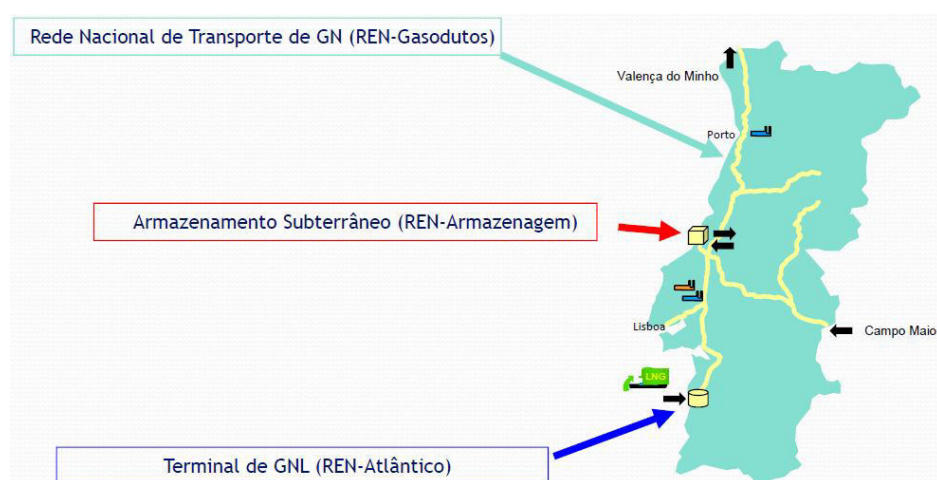 Rede Nacional de Transporte de GN (REN-Gasodutos)
Valença do Minho
Porto
Armazenamento Subterrâneo (REN-Armazenagem)
Lisboa
Campo Maio
LNG
Terminal de GNL (REN-Atlântico)